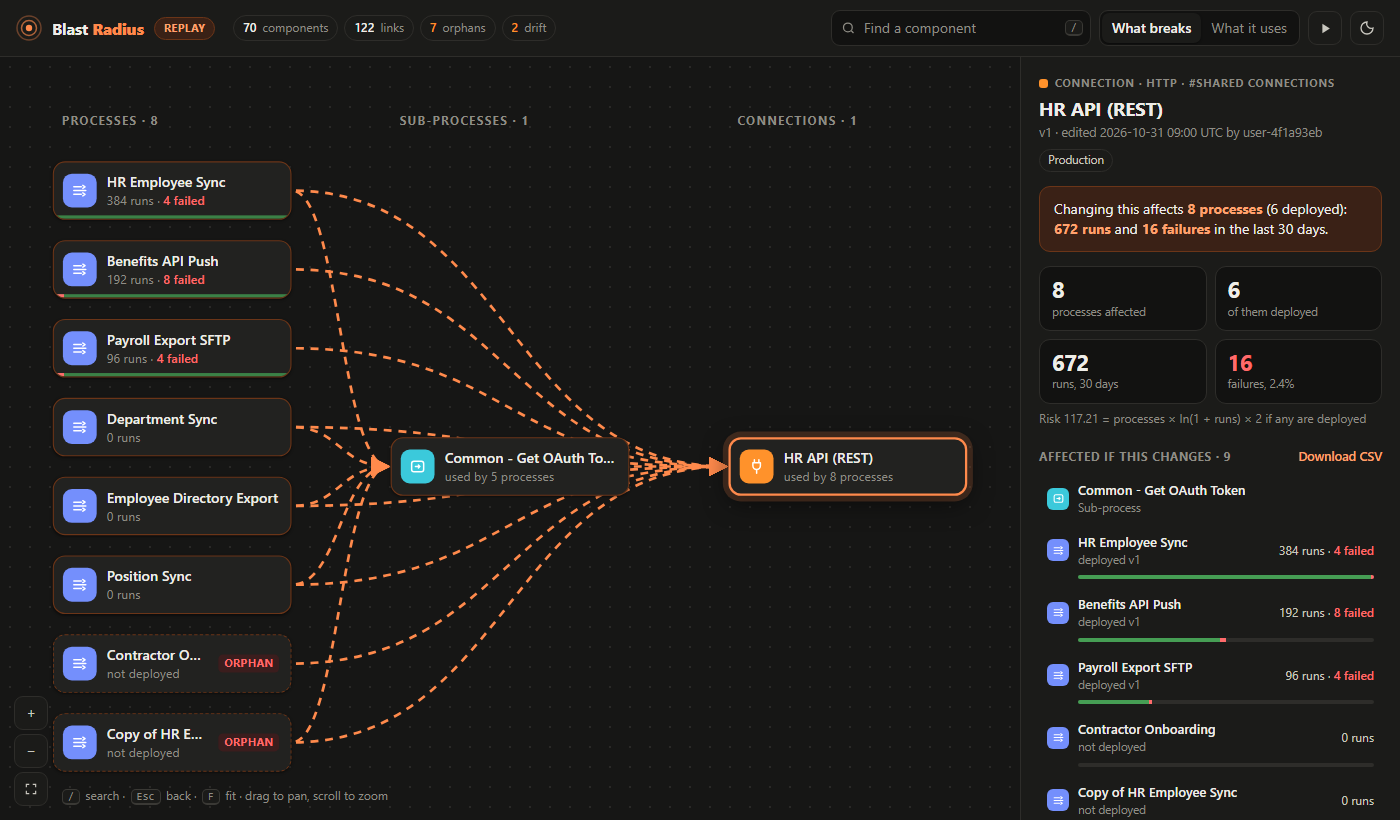 Blast Radius REPLAY 70 components 122 links 7 orphans 2 drift
Find a component / What breaks What it uses
PROCESSES · 8
SUB-PROCESSES · 1
CONNECTIONS · 1
HR Employee Sync
384 runs · 4 failed
Benefits API Push
192 runs · 8 failed
Payroll Export SFTP
96 runs · 4 failed
Department Sync
0 runs
Employee Directory Export
0 runs
Position Sync
0 runs
Contractor O... ORPHAN
not deployed
Copy of HR E... ORPHAN
not deployed
Common - Get OAuth To...
used by 5 processes
HR API (REST)
used by 8 processes
+
−
/ search · Esc back · F fit · drag to pan, scroll to zoom
CONNECTION · HTTP · #SHARED CONNECTIONS
HR API (REST)
v1 · edited 2026-10-31 09:00 UTC by user-4f1a93eb
Production
Changing this affects 8 processes (6 deployed):
672 runs and 16 failures in the last 30 days.
8
processes affected
6
of them deployed
672
runs, 30 days
16
failures, 2.4%
Risk 117.21 = processes × ln(1 + runs) × 2 if any are deployed
AFFECTED IF THIS CHANGES · 9 Download CSV
Common - Get OAuth Token
Sub-process
HR Employee Sync
deployed v1
384 runs · 4 failed
Benefits API Push
deployed v1
192 runs · 8 failed
Payroll Export SFTP
deployed v1
96 runs · 4 failed
Contractor Onboarding
not deployed
0 runs
Copy of HR Employee Sync
not deployed
0 runs